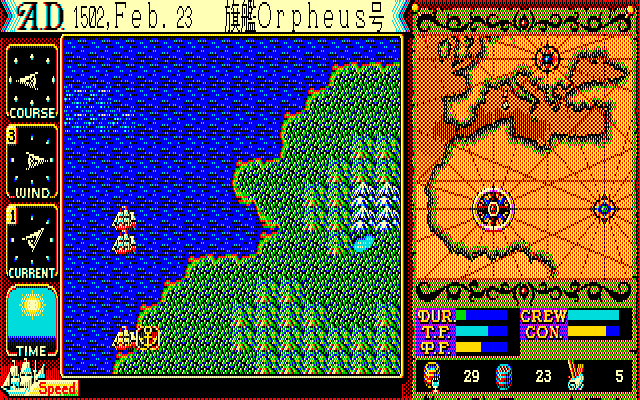 AD 1502,Feb. 23 旗艦Orpheus号
COURSE
3
WIND
1
CURRENT
TIME
Speed
DUR. CREW
T.F. CON.
P.F.
29 23 5